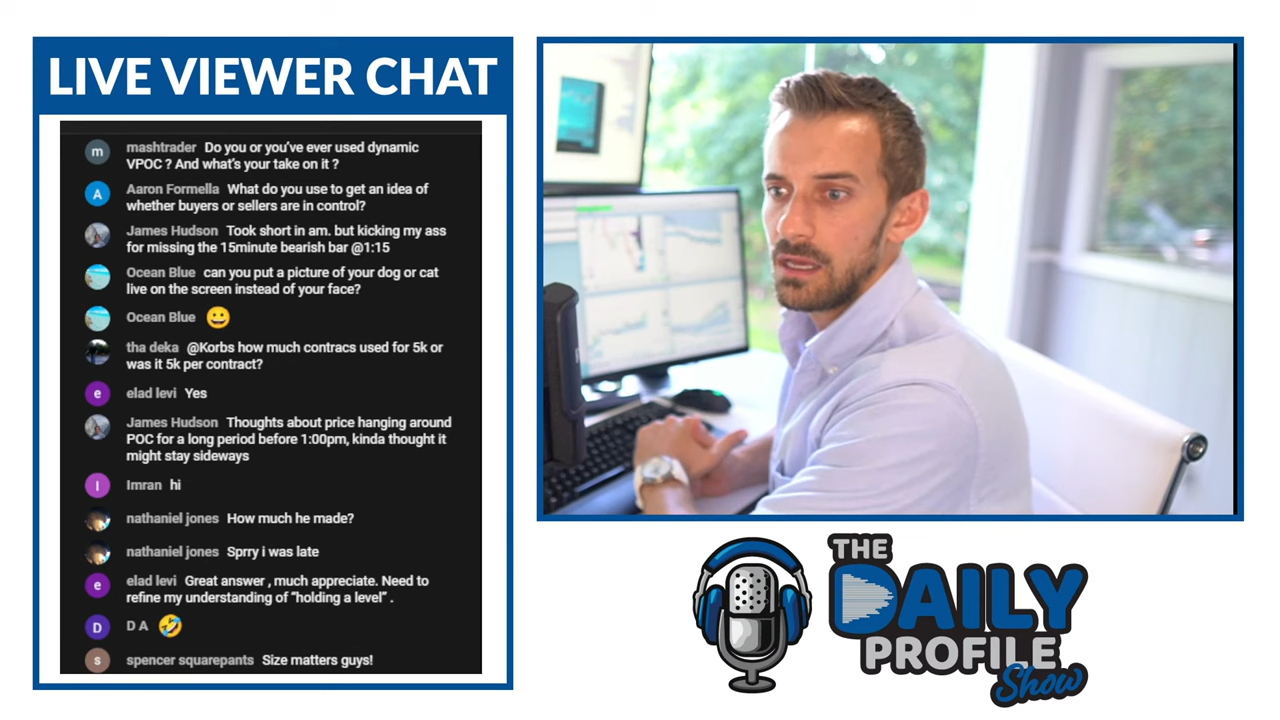 LIVE VIEWER CHAT
m
mashtrader Do you or you've ever used dynamic
VPOC ? And what's your take on it ?
A
Aaron Formella What do you use to get an idea of
whether buyers or sellers are in control?
James Hudson Took short in am. but kicking my ass
for missing the 15minute bearish bar @1:15
Ocean Blue can you put a picture of your dog or cat
live on the screen instead of your face?
Ocean Blue 😀
tha deka @Korbs how much contracs used for 5k or
was it 5k per contract?
e
elad levi Yes
James Hudson Thoughts about price hanging around
POC for a long period before 1:00pm, kinda thought it
might stay sideways
I
Imran hi
nathaniel jones How much he made?
nathaniel jones Sprry i was late
e
elad levi Great answer , much appreciate. Need to
refine my understanding of “holding a level” .
D
D A 🤣
s
spencer squarepants Size matters guys!
THE
DAILY
PROFILE
Show